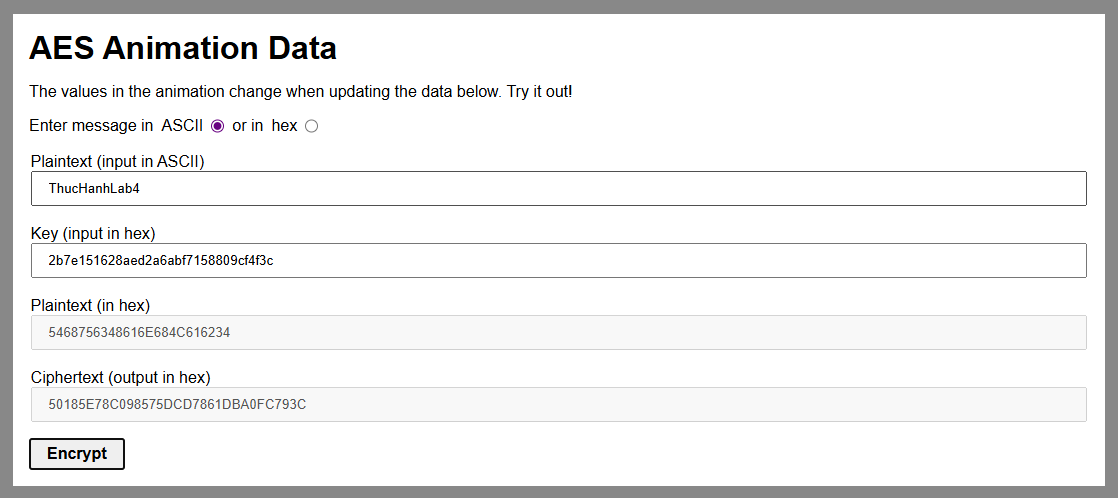 AES Animation Data
The values in the animation change when updating the data below. Try it out!
Enter message in ASCII or in hex
Plaintext (input in ASCII)
ThucHanhLab4
Key (input in hex)
2b7e151628aed2a6abf7158809cf4f3c
Plaintext (in hex)
5468756348616E684C616234
Ciphertext (output in hex)
50185E78C098575DCD7861DBA0FC793C
Encrypt